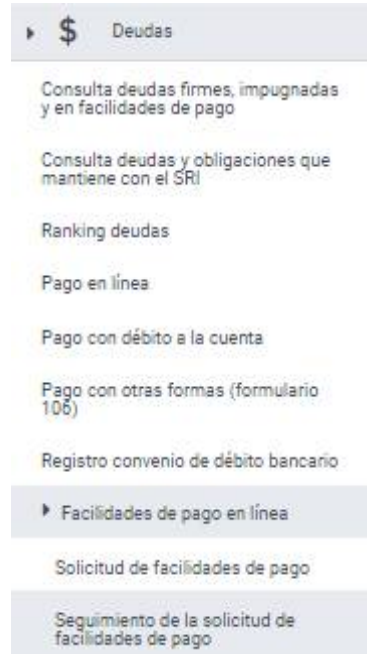 $ Deudas
Consulta deudas firmes, impugnadas
y en facilidades de pago
Consulta deudas y obligaciones que
mantiene con el SRI
Ranking deudas
Pago en línea
Pago con débito a la cuenta
Pago con otras formas (formulario
106)
Registro convenio de débito bancario
Facilidades de pago en línea
Solicitud de facilidades de pago
Seguimiento de la solicitud de
facilidades de pago